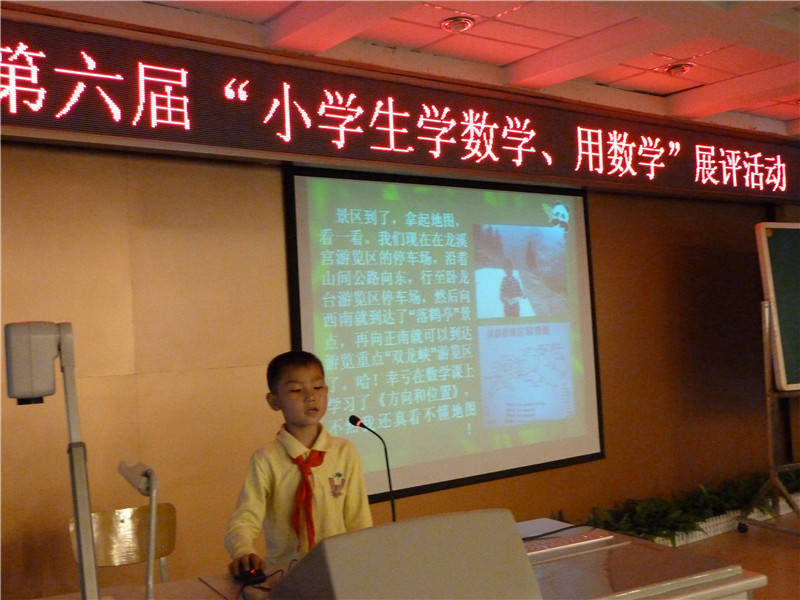 第六届“小学生学数学、用数学”展评活动
景区到了，拿起地图，
看一看。我们现在在龙溪
宫游览区的停车场，沿着
山间公路向东，行至卧龙
台游览区停车场，然后向
西南就到达了“落鹤亭”景
点，再向正南就可以到达
游览重点“双龙峡”游览区
了。哈！幸亏在数学课上
学习了《方向和位置》，
不然我还真看不懂地图
！